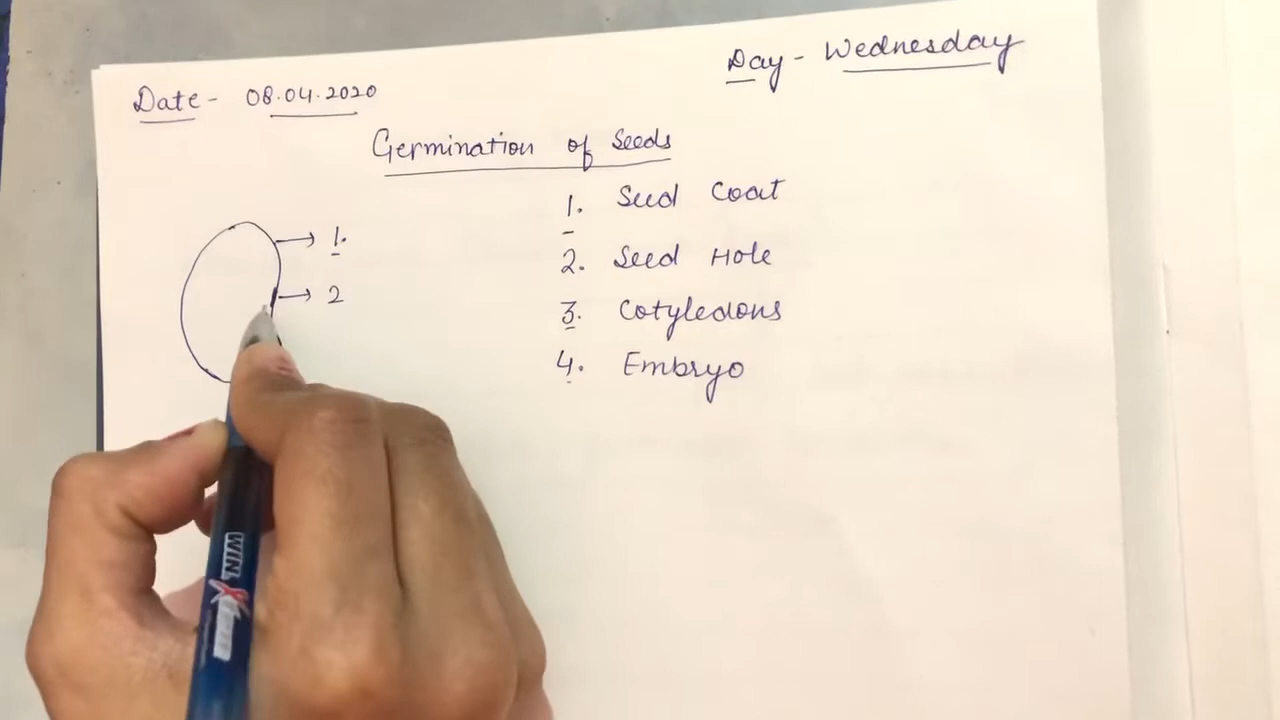 Day - Wednesday
Date - 08.04.2020
Germination of Seeds
1. Seed Coat
2. Seed Hole
3. Cotyledons
4. Embryo
1.
2
WIN